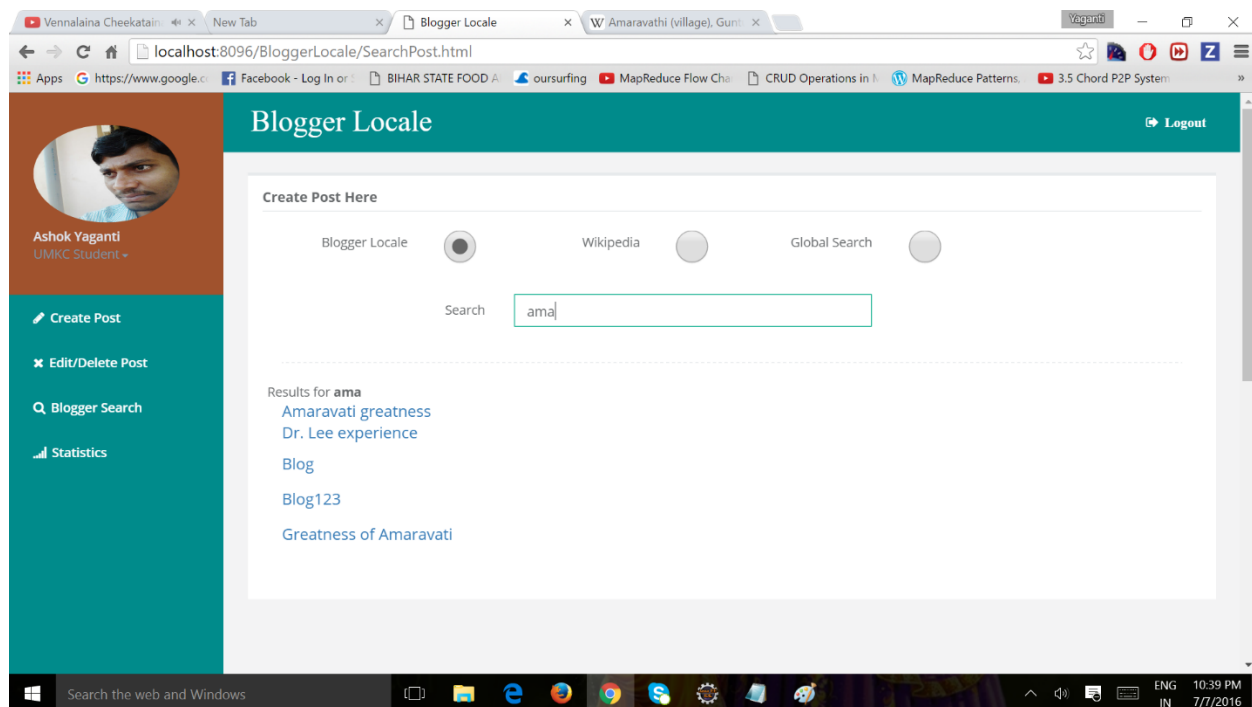 Vennalaina Cheekatain
New Tab
Blogger Locale
W Amaravathi (village), Gunt
Yaganti
localhost:8096/BloggerLocale/SearchPost.html
Apps
G https://www.google.c
Facebook - Log In or
BIHAR STATE FOOD A
oursurfing
MapReduce Flow Cha
CRUD Operations in
MapReduce Patterns,
3.5 Chord P2P System
»
Blogger Locale
Logout
Ashok Yaganti
UMKC Student
Create Post
Edit/Delete Post
Blogger Search
Statistics
Create Post Here
Blogger Locale
Wikipedia
Global Search
Search
ama
Results for ama
Amaravati greatness
Dr. Lee experience
Blog
Blog123
Greatness of Amaravati
Search the web and Windows
ENG
IN
10:39 PM
7/7/2016